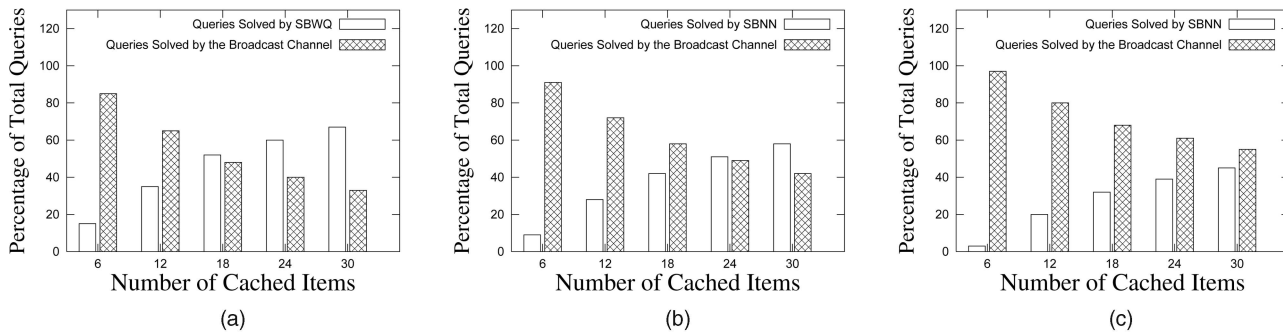 Queries Solved by SBWQ
Queries Solved by the Broadcast Channel
Percentage of Total Queries
120
100
80
60
40
20
0
6 12 18 24 30
Number of Cached Items
(a)
Queries Solved by SBNN
Queries Solved by the Broadcast Channel
Percentage of Total Queries
120
100
80
60
40
20
0
6 12 18 24 30
Number of Cached Items
(b)
Queries Solved by SBNN
Queries Solved by the Broadcast Channel
Percentage of Total Queries
120
100
80
60
40
20
0
6 12 18 24 30
Number of Cached Items
(c)